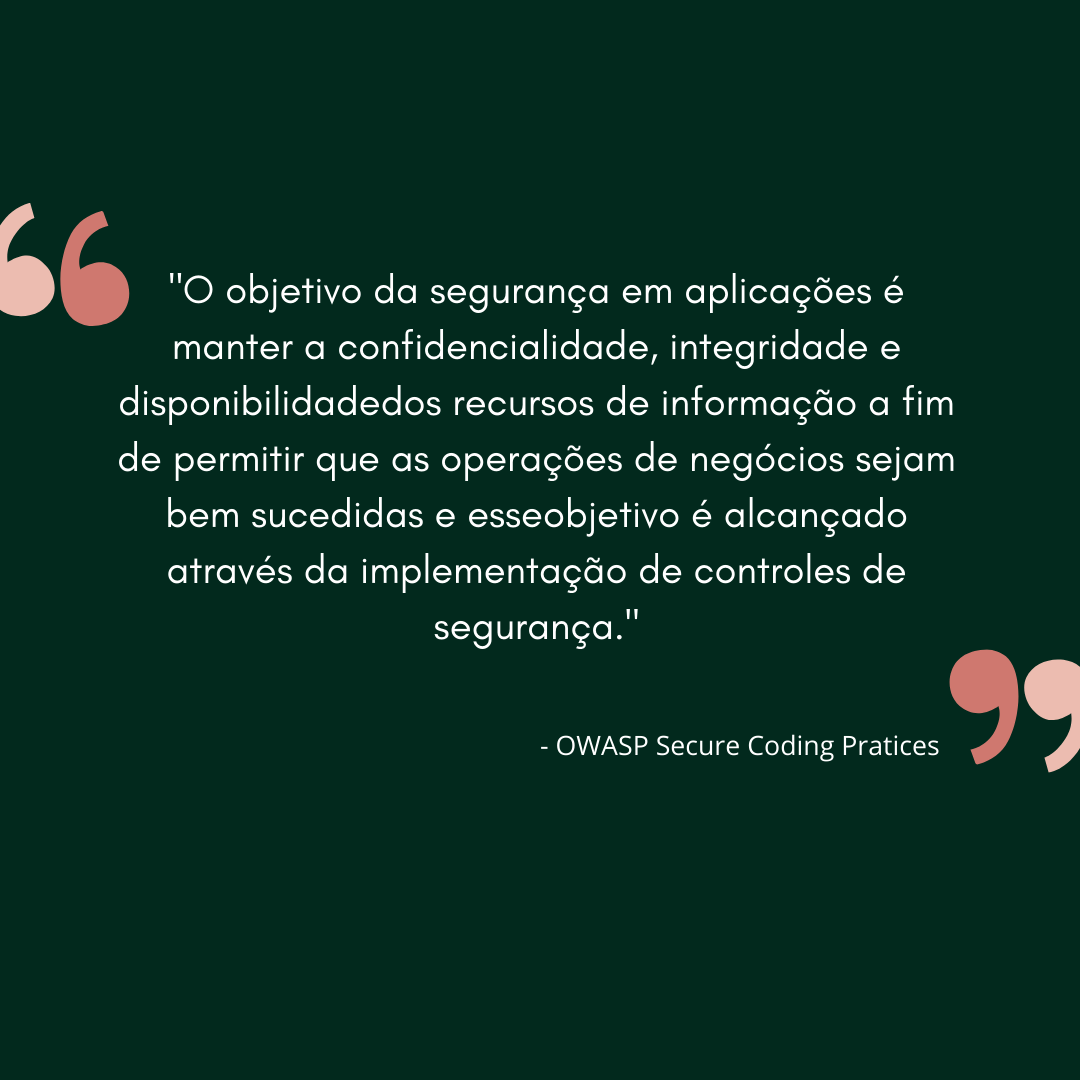 "O objetivo da segurança em aplicações é
manter a confidencialidade, integridade e
disponibilidadedos recursos de informação a fim
de permitir que as operações de negócios sejam
bem sucedidas e esseobjetivo é alcançado
através da implementação de controles de
segurança."
- OWASP Secure Coding Pratices